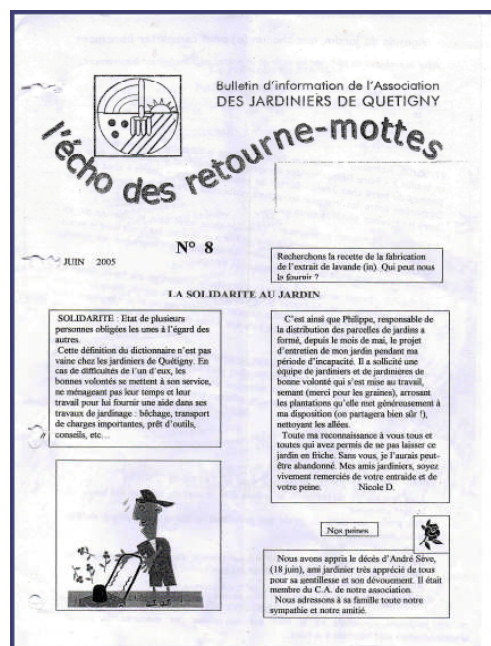 Bulletin d'information de l'Association
DES JARDINIERS DE QUETIGNY
l'écho des retourne-mottes
N° 8
JUIN 2005
Recherchons la recette de la fabrication
de l'extrait de lavande (in). Qui peut nous
la fournir ?
LA SOLIDARITE AU JARDIN
SOLIDARITE : Etat de plusieurs
personnes obligées les unes à l'égard des
autres.
Cette définition du dictionnaire n'est pas
vaine chez les jardiniers de Quétigny. En
cas de difficultés de l'un d'eux, les
bonnes volontés se mettent à son service,
ne ménageant pas leur temps et leur
travail pour lui fournir une aide dans ses
travaux de jardinage : bêchage, transport
de charges importantes, prêt d'outils,
conseils, etc…
C'est ainsi que Philippe, responsable de
la distribution des parcelles de jardins a
formé, depuis le mois de mai, le projet
d'entretien de mon jardin pendant ma
période d'incapacité. Il a sollicité une
équipe de jardiniers et de jardinières de
bonne volonté qui s'est mise au travail,
semant (merci pour les graines), arrosant
les plantations qu'elle met généreusement à
ma disposition (on partagera bien sûr !),
nettoyant les allées.
Toute ma reconnaissance à vous tous et
toutes qui avez permis de ne pas laisser ce
jardin en friche. Sans vous, je l'aurais peut-
être abandonné. Mes amis jardiniers, soyez
vivement remerciés de votre entraide et de
votre peine. Nicole D.
Nos peines
Nous avons appris le décès d'André Sève,
(18 juin), ami jardinier très apprécié de tous
pour sa gentillesse et son dévouement. Il était
membre du C.A. de notre association.
Nous adressons à sa famille toute notre
sympathie et notre amitié.